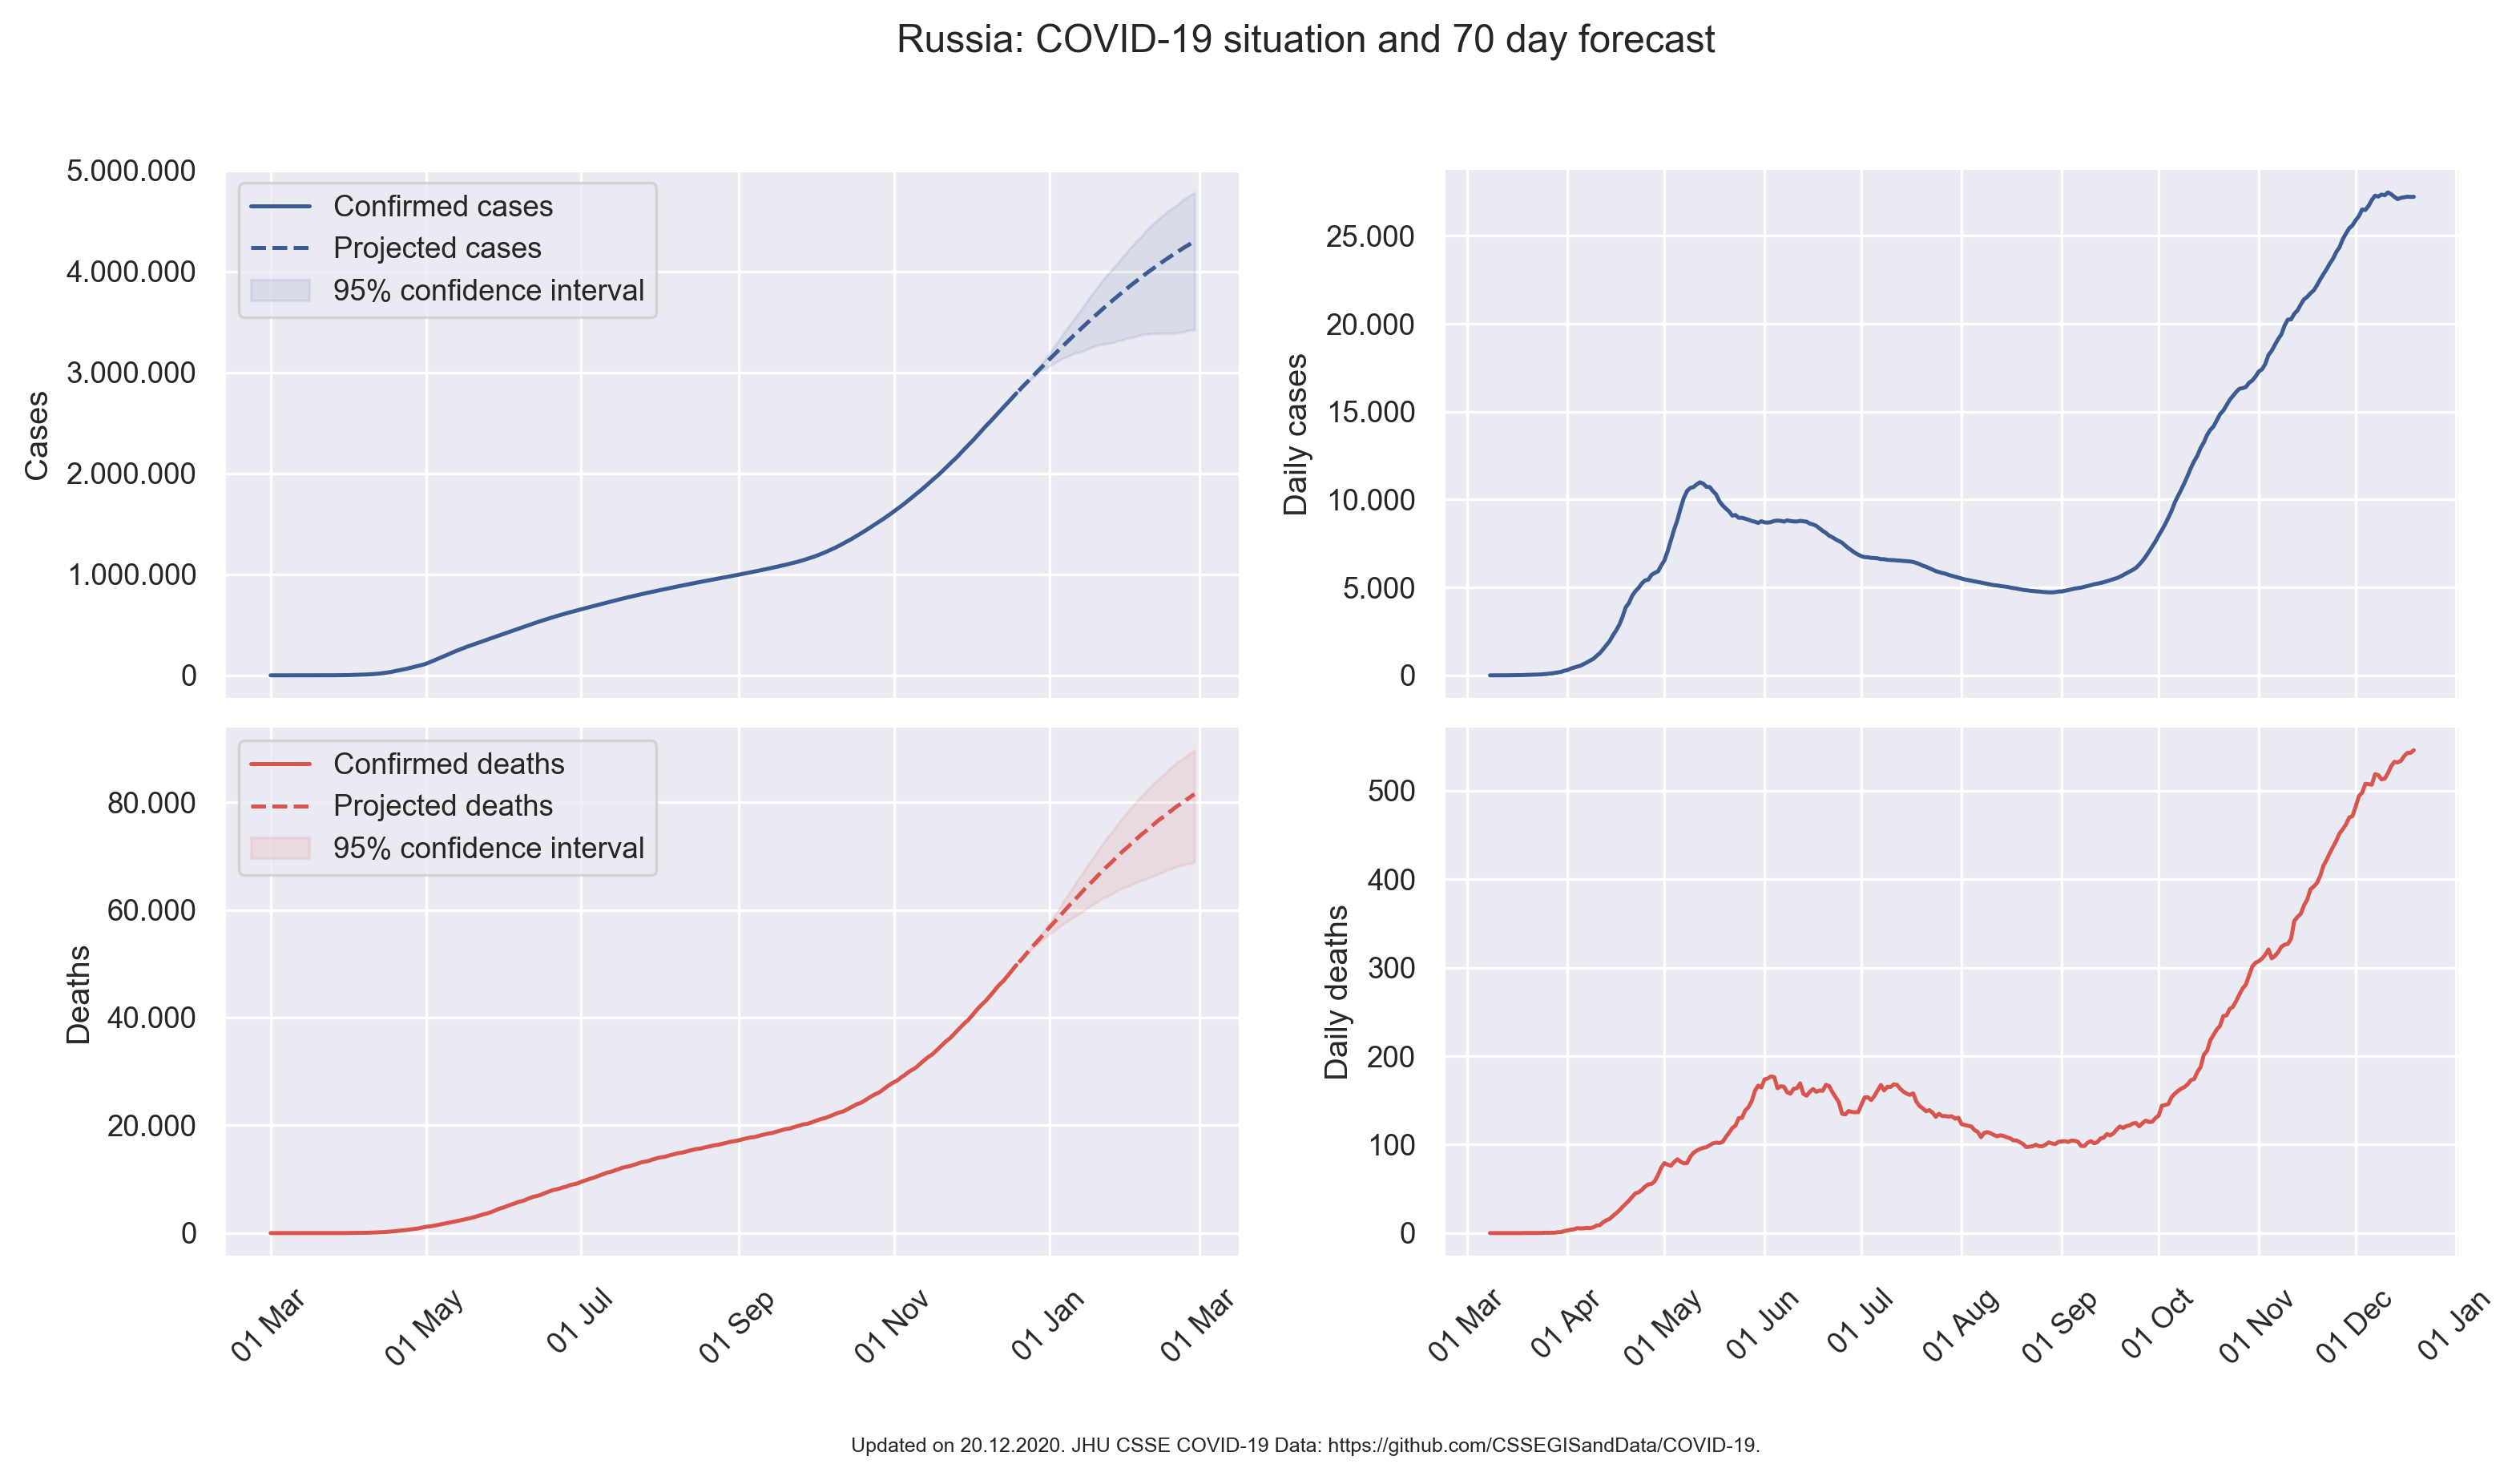 Russia: COVID-19 situation and 70 day forecast
Cases
5.000.000
4.000.000
3.000.000
2.000.000
1.000.000
0
Confirmed cases
Projected cases
95% confidence interval
Daily cases
25.000
20.000
15.000
10.000
5.000
0
Deaths
80.000
60.000
40.000
20.000
0
Confirmed deaths
Projected deaths
95% confidence interval
01 Mar
01 May
01 Jul
01 Sep
01 Nov
01 Jan
01 Mar
Daily deaths
500
400
300
200
100
0
01 Mar
01 Apr
01 May
01 Jun
01 Jul
01 Aug
01 Sep
01 Oct
01 Nov
01 Dec
01 Jan
Updated on 20.12.2020. JHU CSSE COVID-19 Data: https://github.com/CSSEGISandData/COVID-19.